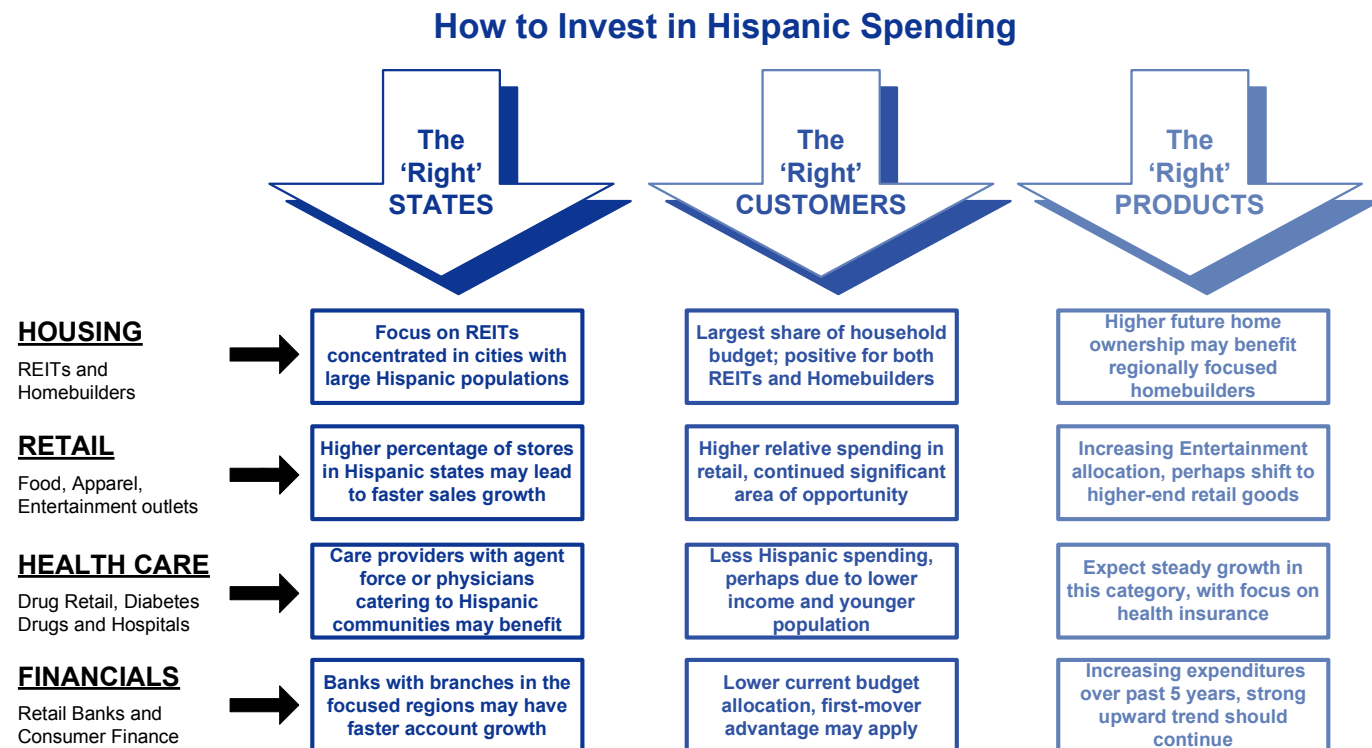 How to Invest in Hispanic Spending
The
‘Right’
STATES
The
‘Right’
CUSTOMERS
The
‘Right’
PRODUCTS
HOUSING
REITs and
Homebuilders
Focus on REITs
concentrated in cities with
large Hispanic populations
Largest share of household
budget; positive for both
REITs and Homebuilders
Higher future home
ownership may benefit
regionally focused
homebuilders
RETAIL
Food, Apparel,
Entertainment outlets
Higher percentage of stores
in Hispanic states may lead
to faster sales growth
Higher relative spending in
retail, continued significant
area of opportunity
Increasing Entertainment
allocation, perhaps shift to
higher-end retail goods
HEALTH CARE
Drug Retail, Diabetes
Drugs and Hospitals
Care providers with agent
force or physicians
catering to Hispanic
communities may benefit
Less Hispanic spending,
perhaps due to lower
income and younger
population
Expect steady growth in
this category, with focus on
health insurance
FINANCIALS
Retail Banks and
Consumer Finance
Banks with branches in the
focused regions may have
faster account growth
Lower current budget
allocation, first-mover
advantage may apply
Increasing expenditures
over past 5 years, strong
upward trend should
continue